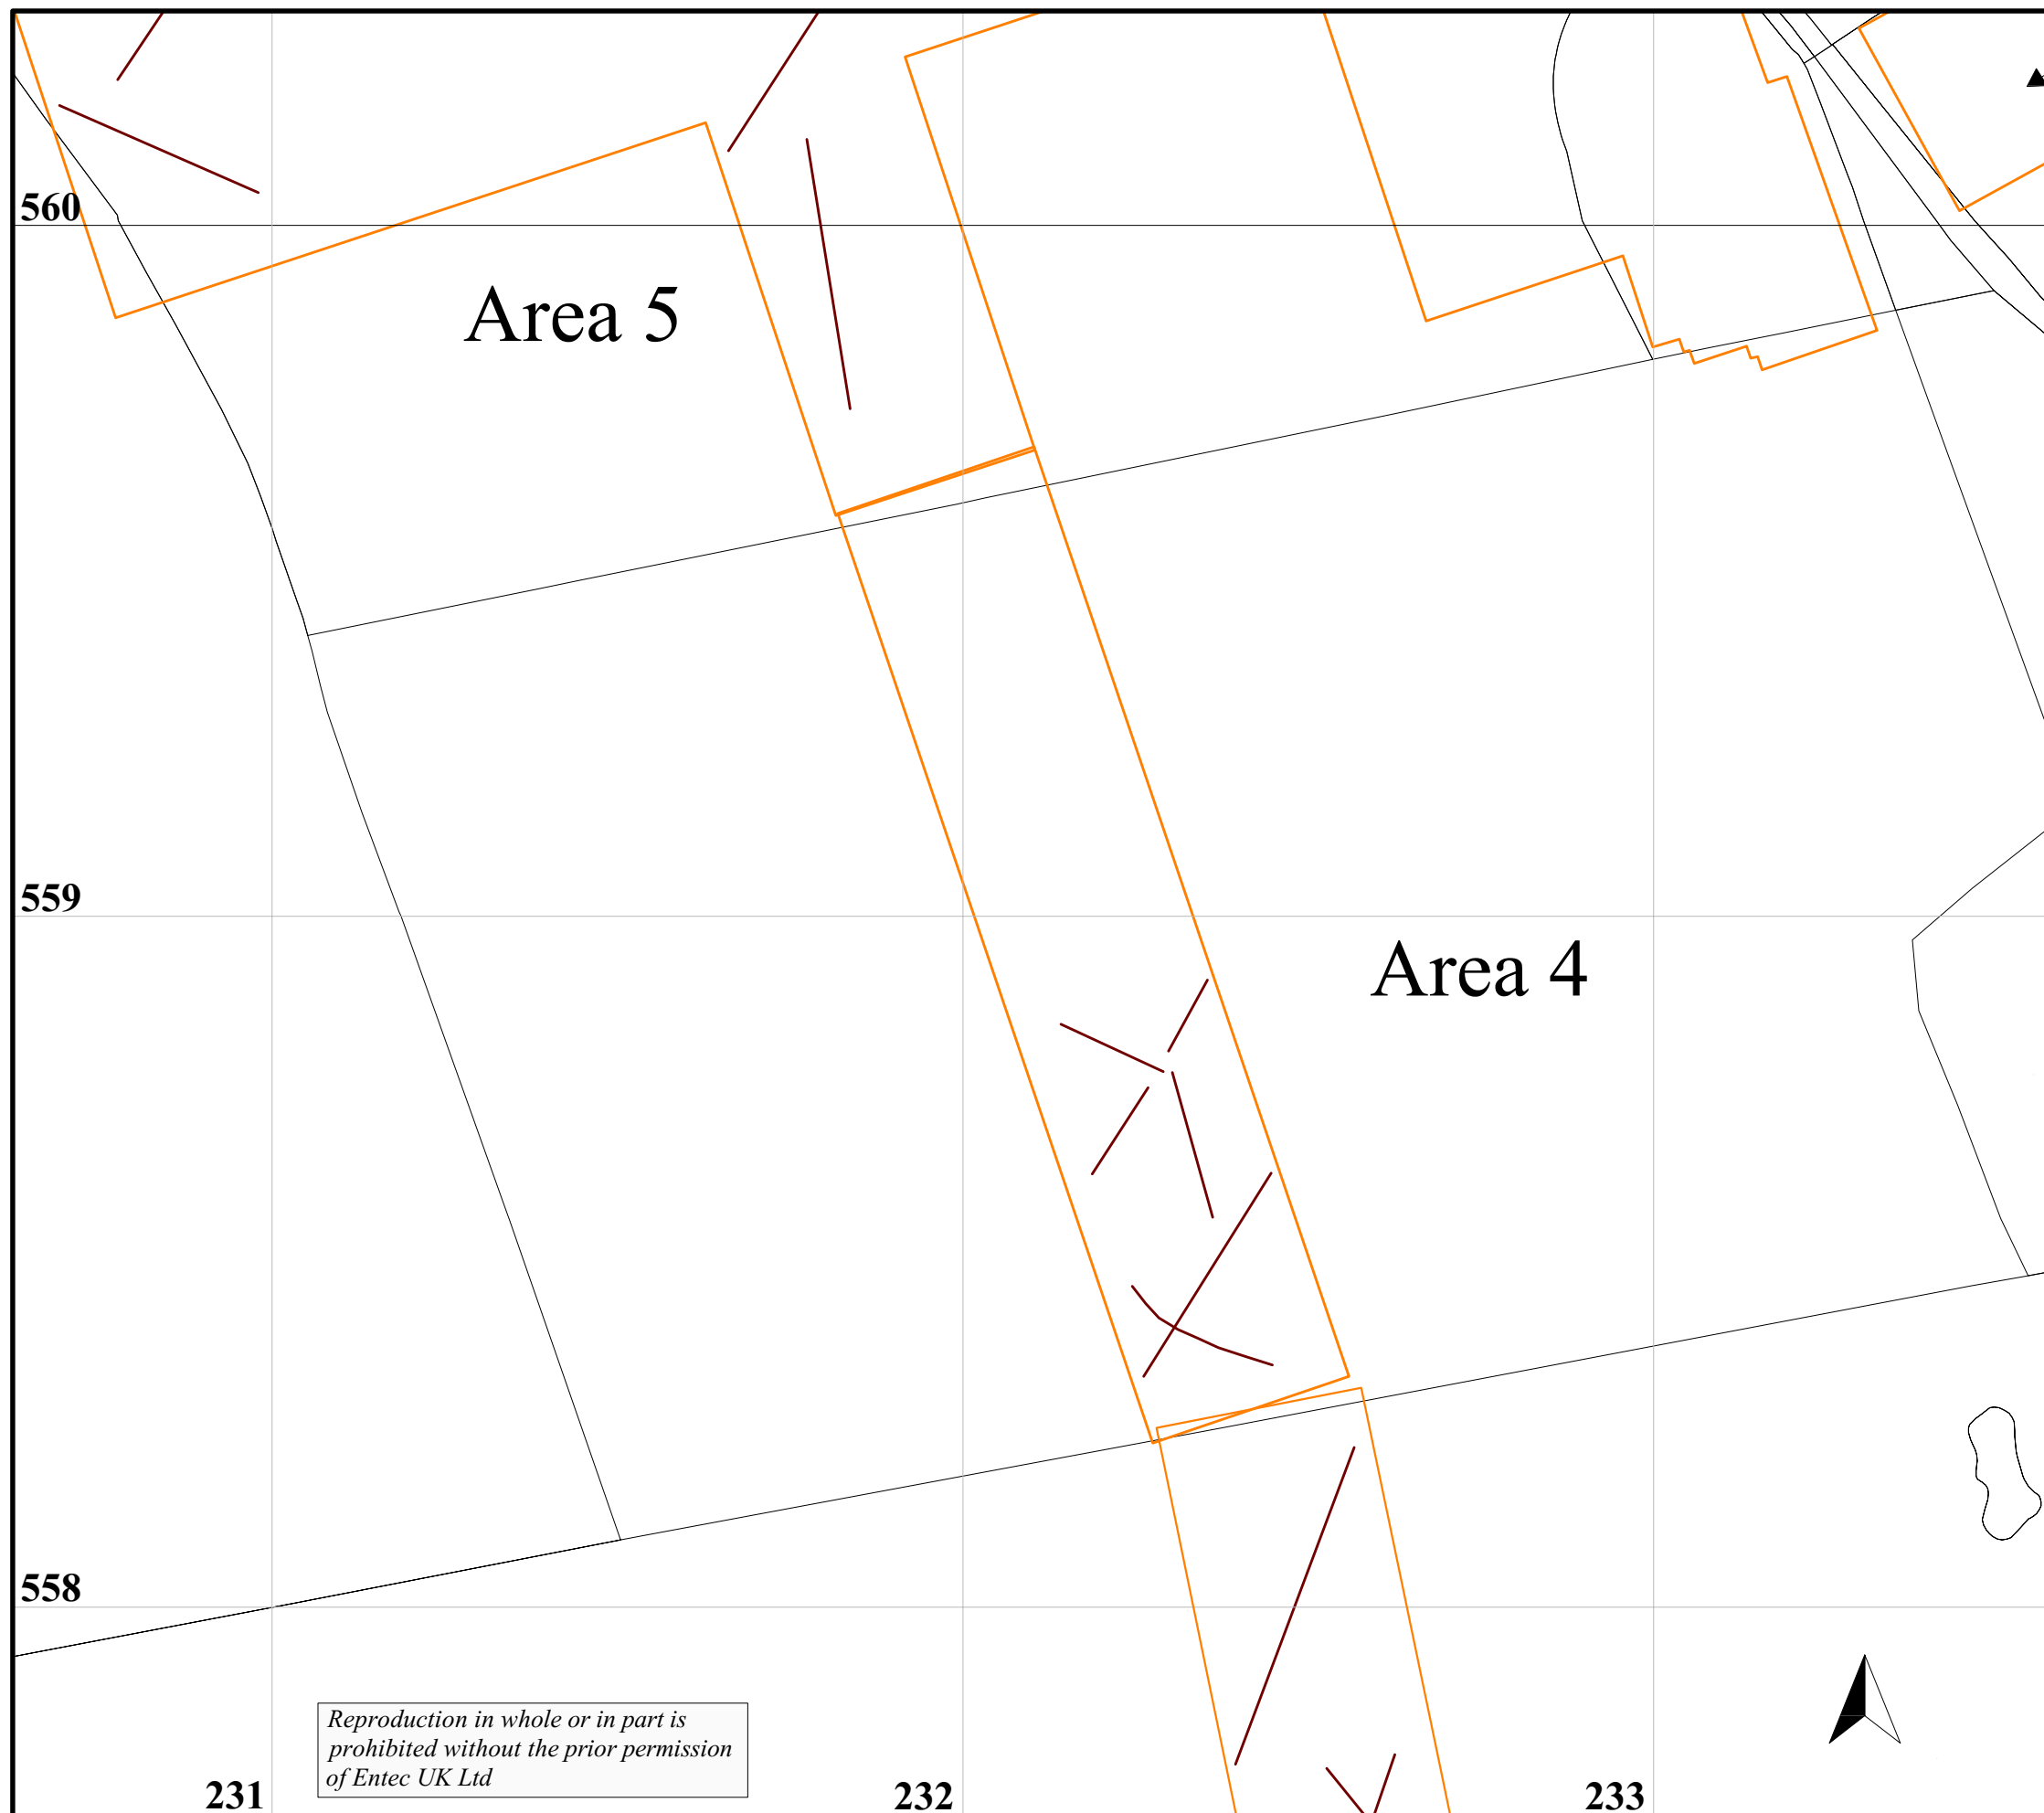 560
Area 5
559
Area 4
558
Reproduction in whole or in part is
prohibited without the prior permission
of Entec UK Ltd
231
232
233